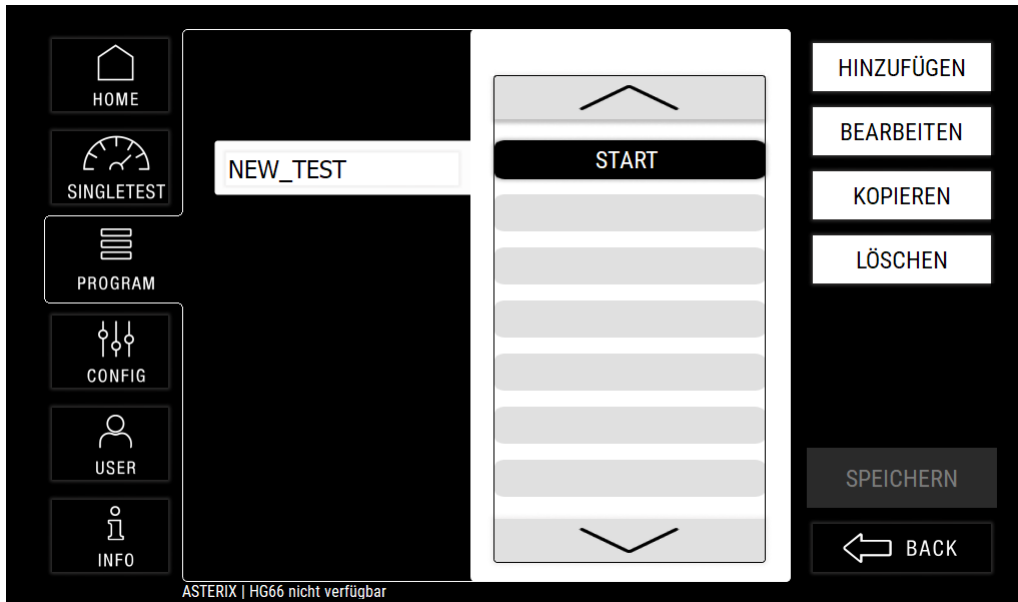 HOME
SINGLETEST
PROGRAM
CONFIG
USER
INFO
NEW_TEST
START
HINZUFÜGEN
BEARBEITEN
KOPIEREN
LÖSCHEN
SPEICHERN
BACK
ASTERIX | HG66 nicht verfügbar